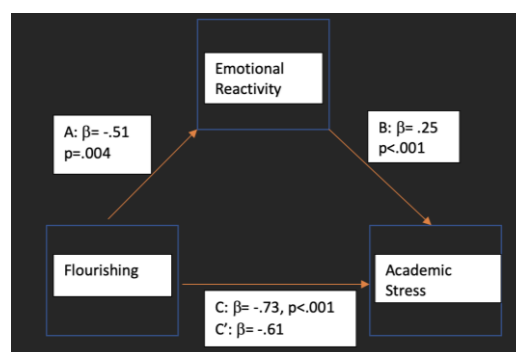 Emotional
Reactivity
A: β= -.51
p=.004
B: β= .25
p<.001
Flourishing
Academic
Stress
C: β= -.73, p<.001
C’: β= -.61